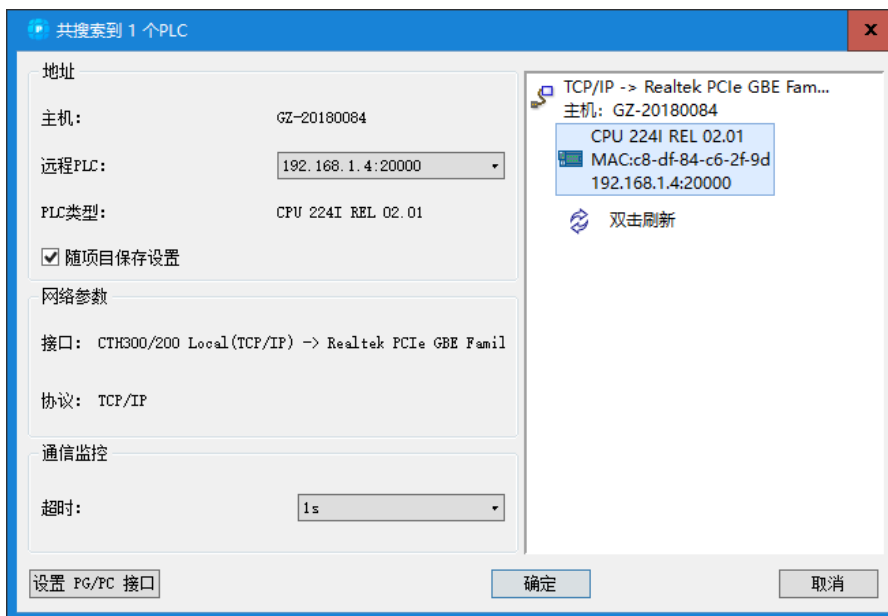 共搜索到 1 个PLC
X
地址
主机: GZ-20180084
远程PLC: 192.168.1.4:20000
PLC类型: CPU 224I REL 02.01
随项目保存设置
网络参数
接口: CTH300/200 Local(TCP/IP) -> Realtek PCIe GBE Famil
协议: TCP/IP
通信监控
超时: 1s
TCP/IP -> Realtek PCIe GBE Fam...
主机: GZ-20180084
CPU 224I REL 02.01
MAC:c8-df-84-c6-2f-9d
192.168.1.4:20000
双击刷新
设置 PG/PC 接口
确定
取消